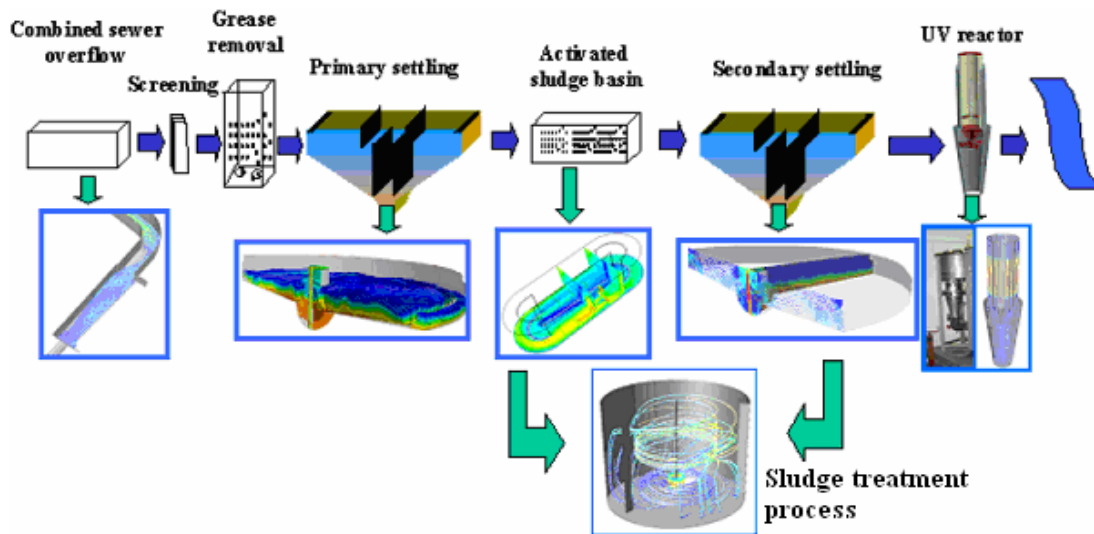 Combined sewer
overflow
Screening
Grease
removal
Primary settling
Activated
sludge basin
Secondary settling
UV reactor
Sludge treatment
process